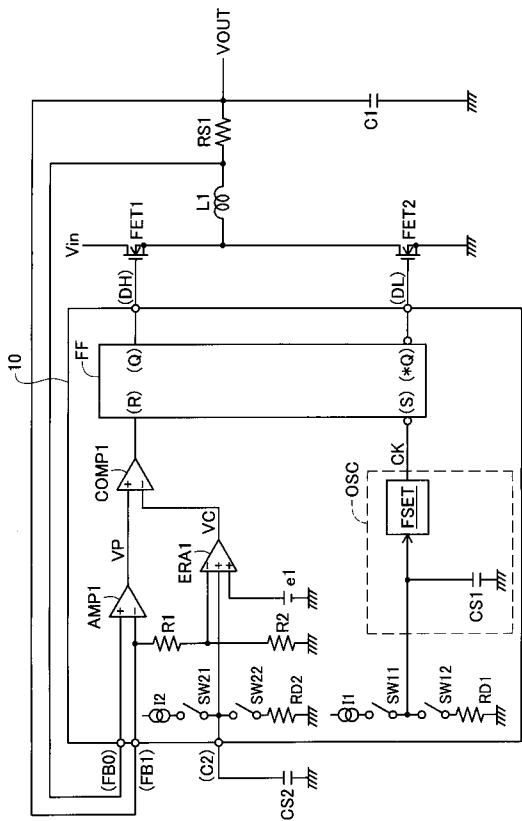 10
FF
(R)
(Q)
(S)
(*Q)
(DH)
(DL)
Vin
FET1
FET2
L1
RS1
VOUT
C1
COMP1
VP
VC
AMP1
ERA1
e1
R1
R2
(FB0)
(FB1)
(C2)
CS2
I2
SW21
SW22
RD2
I1
SW11
SW12
RD1
CK
OSC
FSET
CS1